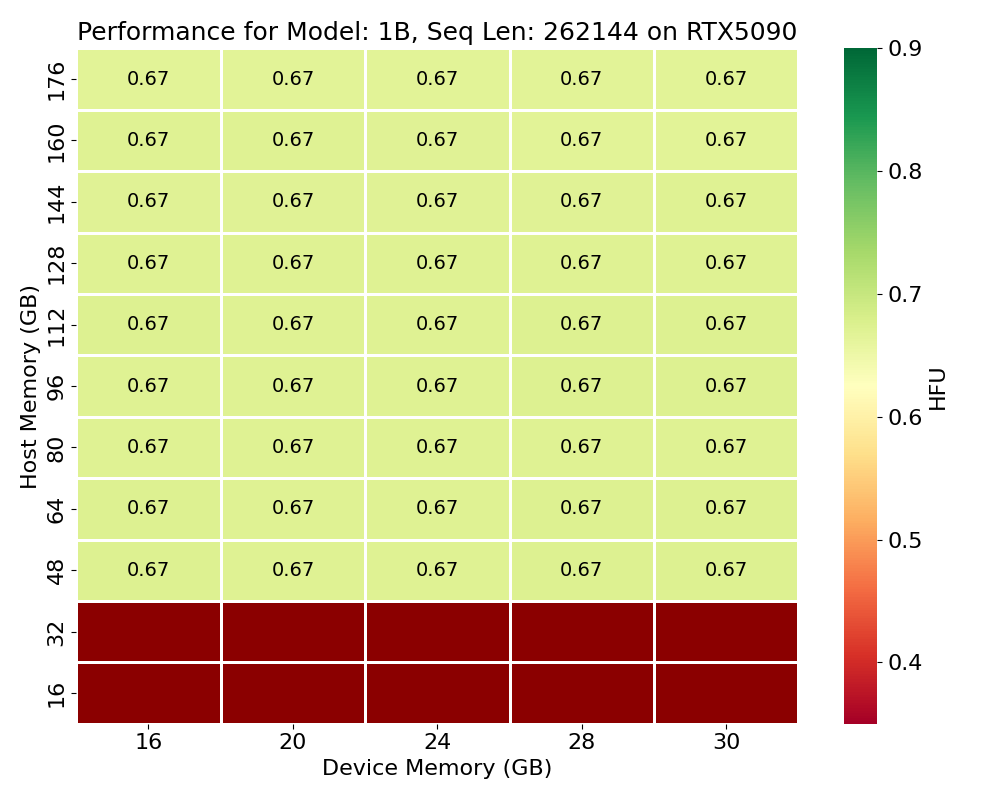 Performance for Model: 1B, Seq Len: 262144 on RTX5090
176 0.67 0.67 0.67 0.67 0.67
160 0.67 0.67 0.67 0.67 0.67
144 0.67 0.67 0.67 0.67 0.67
128 0.67 0.67 0.67 0.67 0.67
112 0.67 0.67 0.67 0.67 0.67
96 0.67 0.67 0.67 0.67 0.67
80 0.67 0.67 0.67 0.67 0.67
64 0.67 0.67 0.67 0.67 0.67
48 0.67 0.67 0.67 0.67 0.67
32
16
Host Memory (GB)
16 20 24 28 30
Device Memory (GB)
0.9
0.8
0.7
0.6
0.5
0.4
HFU